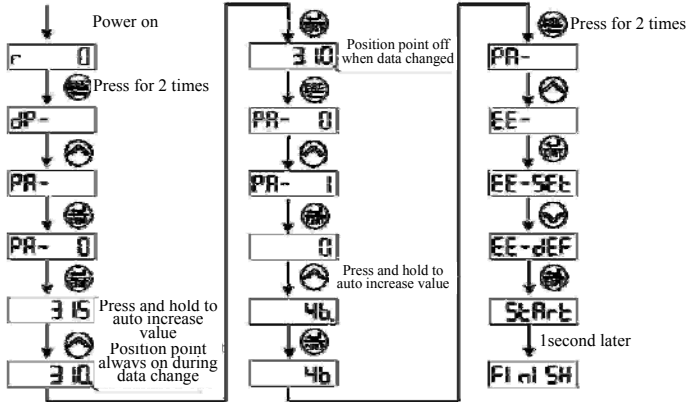 Power on
r 0
Press for 2 times
dP-
PA-
PA- 0
315
Press and hold to
auto increase
value
Position point
always on during
data change
310.
310
Position point off
when data changed
PA- 0
PA- 1
0
Press and hold to
auto increase value
46.
46
Press for 2 times
PA-
EE-
EE-SEt
EE-dEF
StArt
1second later
FInISH